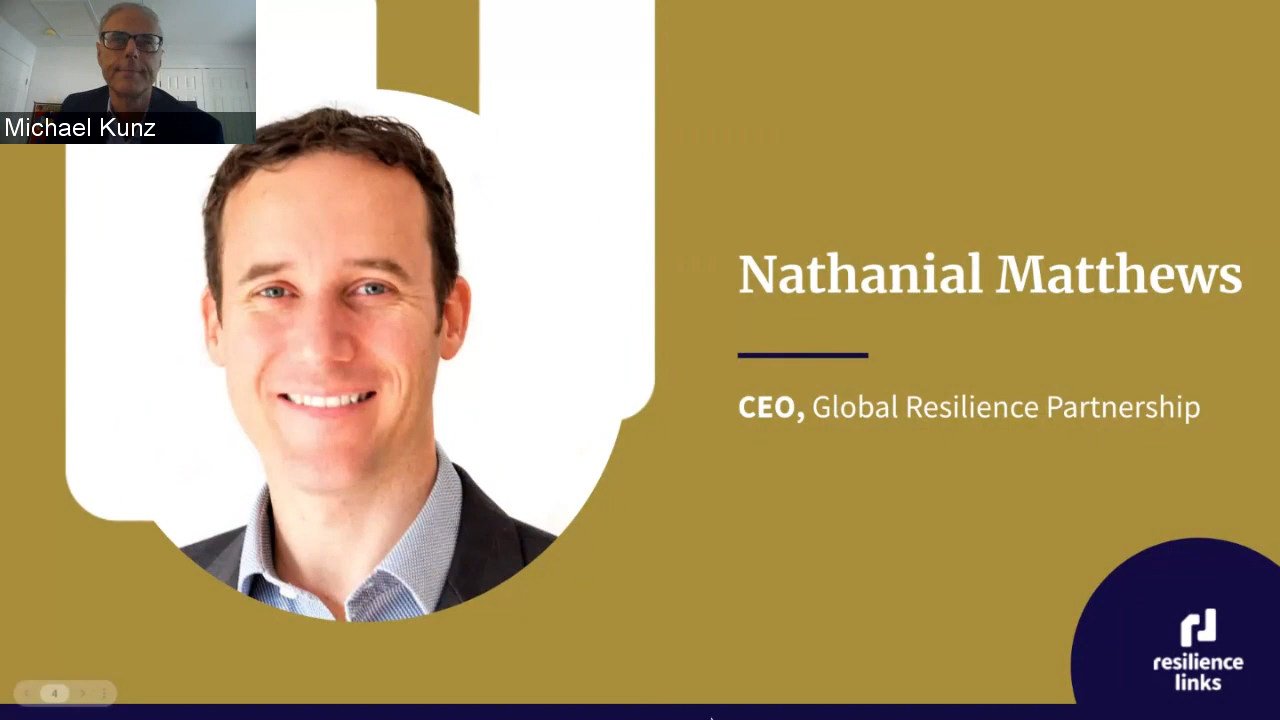 Michael Kunz
Nathanial Matthews
CEO, Global Resilience Partnership
resilience
links
4